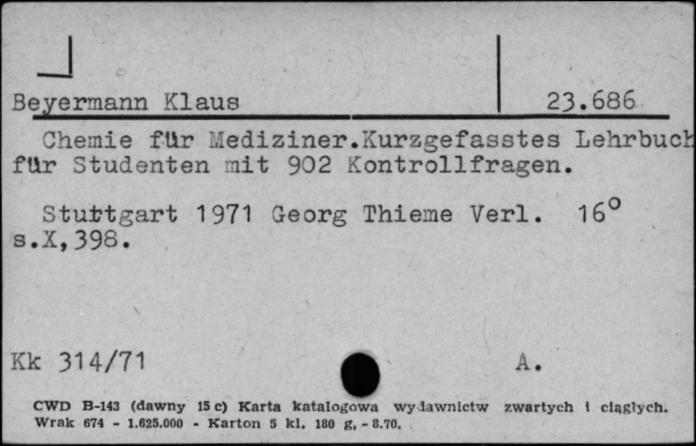 Beyermann Klaus 23.686
Chemie für Mediziner.Kurzgefasstes Lehrbuch
für Studenten mit 902 Kontrollfragen.
Stuttgart 1971 Georg Thieme Verl. 16⁰
s.X,398.
Kk 314/71 A.
CWD B-143 (dawny 15 c) Karta katalogowa wydawnictw zwartych i ciągłych.
Wrak 674 - 1.625.000 - Karton 5 kl. 180 g. - 8.70.